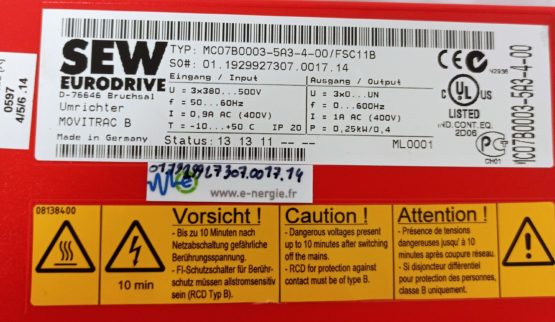 SEW
EURODRIVE
D-76646 Bruchsal
Umrichter
MOVITRAC B
Made in Germany
TYP: MC07B0003-5A3-4-00/FSC11B
SO#: 01.1929927307.0017.14
Eingang / Input
U = 3x380...500V
f = 50...60Hz
I = 0,9A AC (400V)
T = -10...+50 C IP 20
Ausgang / Output
U = 3x0...UN
f = 0...600Hz
I = 1A AC (400V)
P = 0,25kW/0,4
Status: 13 13 11 -- -- ML0001
CE
UL
LISTED
IND.CONT.EQ.
2D06
CH01
MC07B0003-5A3-4-00
0597
4/5/6 .14
01.1929927307.0017.14
www.e-nergie.fr
08138400
10 min
Vorsicht !
- Bis zu 10 Minuten nach
Netzabschaltung gefährliche
Berührungsspannung.
- FI-Schutzschalter für Berühr-
schutz müssen allstromsensitiv
sein (RCD Typ B).
Caution !
- Dangerous voltages present
up to 10 minutes after switching
off the mains.
- RCD for protection against
contact must be of type B.
Attention !
- Présence de tensions
dangereuses jusqu' à 10
minutes après coupure réseau.
- Si disjoncteur différentiel
pour protection des personnes,
classe B uniquement.